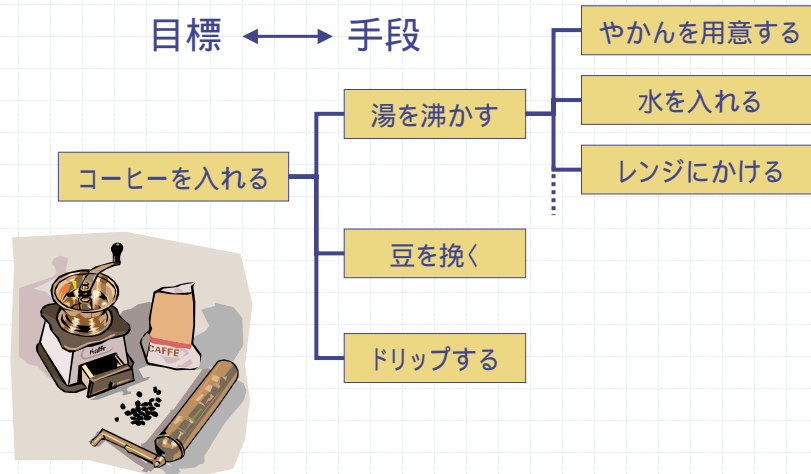 目標 ←→ 手段
やかんを用意する
湯を沸かす
水を入れる
コーヒーを入れる
レンジにかける
豆を挽く
ドリップする
Kaffe
CAFFE